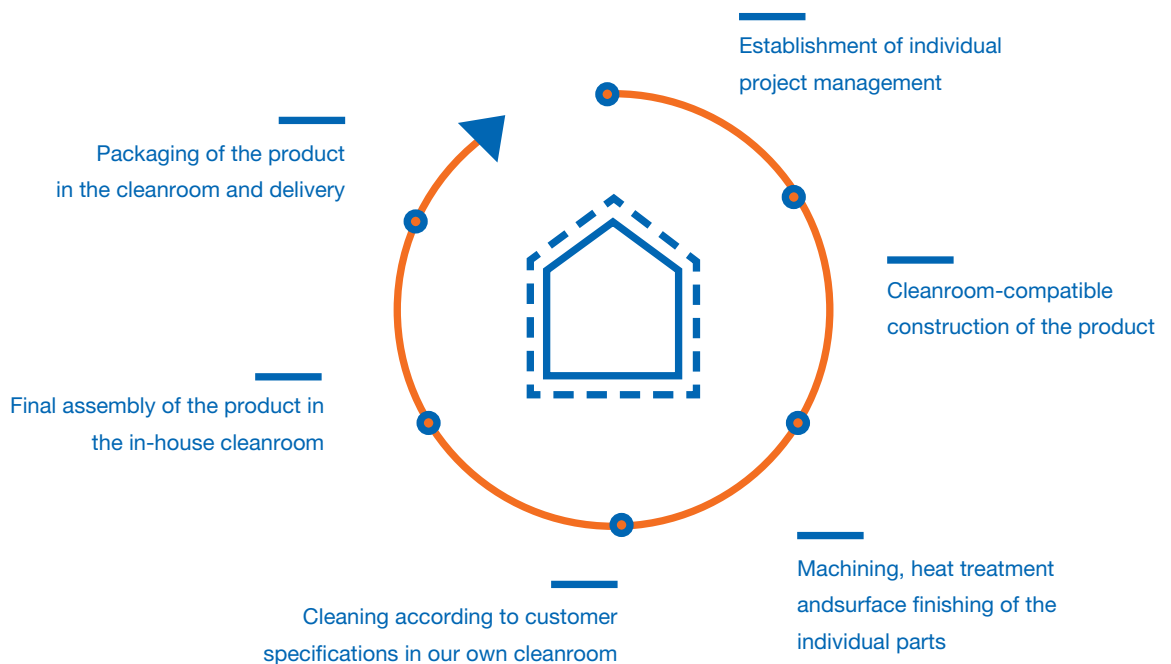 Establishment of individual
project management
Cleanroom-compatible
construction of the product
Machining, heat treatment
andsurface finishing of the
individual parts
Cleaning according to customer
specifications in our own cleanroom
Final assembly of the product in
the in-house cleanroom
Packaging of the product
in the cleanroom and delivery